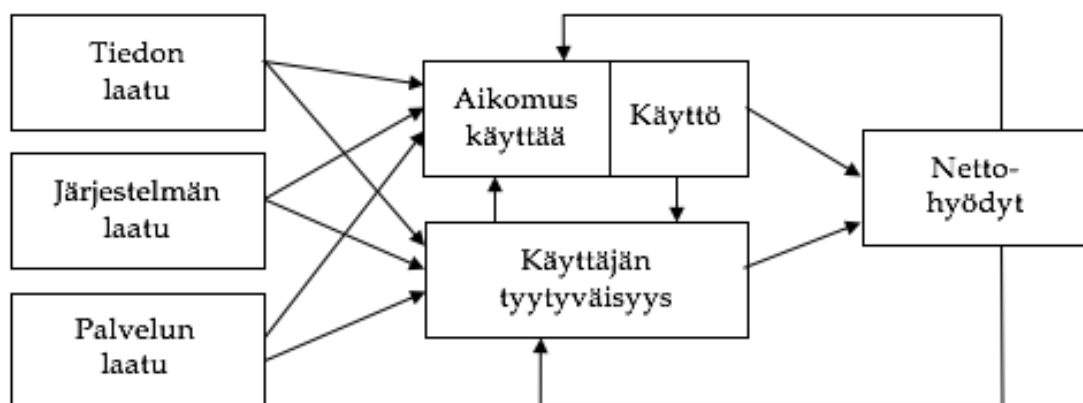 Tiedon
laatu
Järjestelmän
laatu
Palvelun
laatu
Aikomus
käyttää
Käyttö
Käyttäjän
tyytyväisyys
Netto-
hyödyt